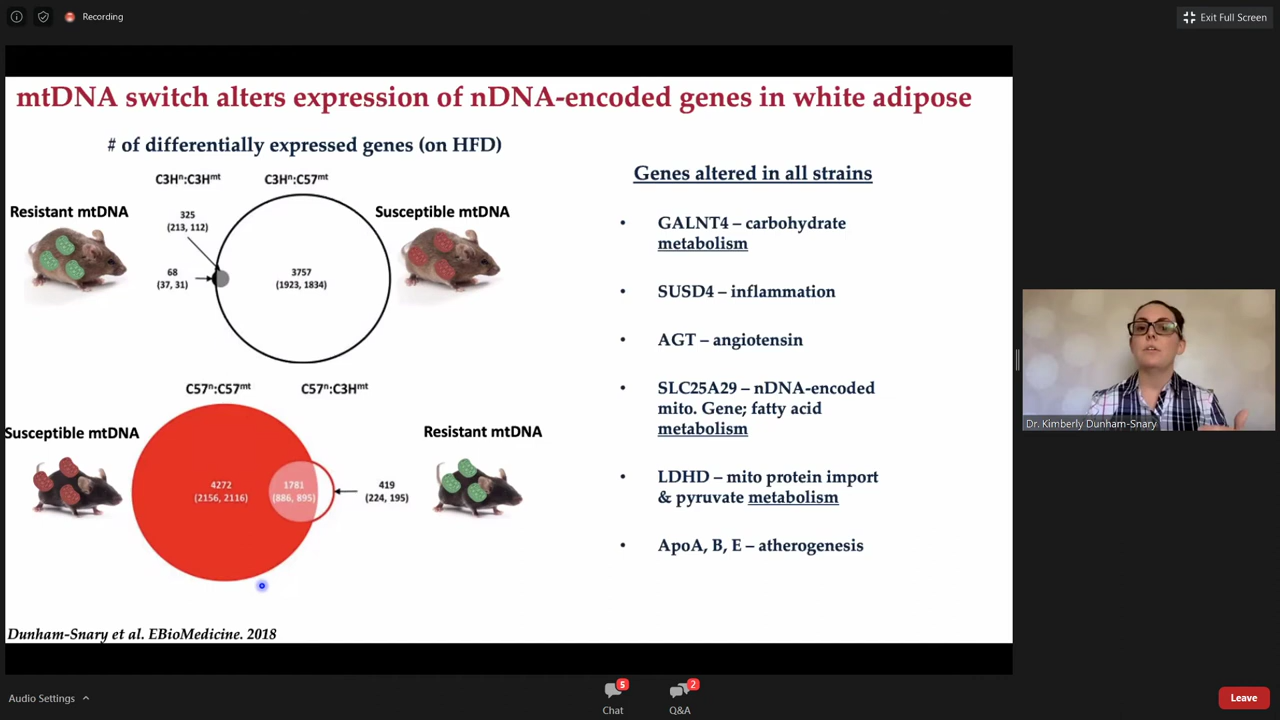 Recording
Exit Full Screen
mtDNA switch alters expression of nDNA-encoded genes in white adipose
# of differentially expressed genes (on HFD)
C3Hⁿ:C3Hᵐᵗ
C3Hⁿ:C57ᵐᵗ
Resistant mtDNA
325
(213, 112)
Susceptible mtDNA
68
(37, 31)
3757
(1923, 1834)
C57ⁿ:C57ᵐᵗ
C57ⁿ:C3Hᵐᵗ
Susceptible mtDNA
Resistant mtDNA
4272
(2156, 2116)
1781
(886, 895)
419
(224, 195)
Dunham-Snary et al. EBioMedicine. 2018
Genes altered in all strains
• GALNT4 – carbohydrate
metabolism
• SUSD4 – inflammation
• AGT – angiotensin
• SLC25A29 – nDNA-encoded
mito. Gene; fatty acid
metabolism
• LDHD – mito protein import
& pyruvate metabolism
• ApoA, B, E – atherogenesis
Dr. Kimberly Dunham-Snary
Audio Settings
5
Chat
2
Q&A
Leave